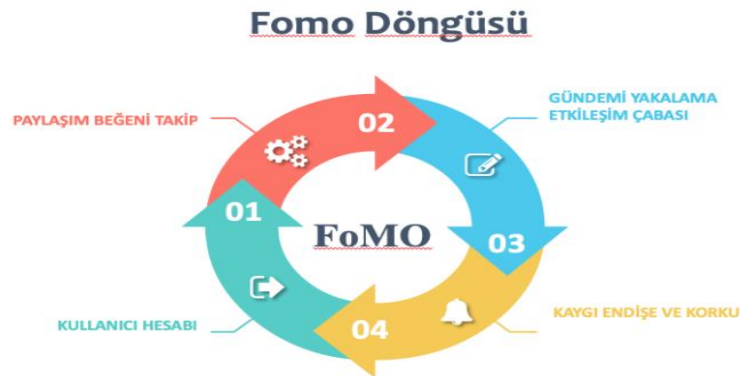 Fomo Döngüsü
PAYLAŞIM BEĞENİ TAKİP
02
GÜNDEMİ YAKALAMA
ETKİLEŞİM ÇABASI
01
FoMO
03
KULLANICI HESABI
04
KAYGI ENDİŞE VE KORKU